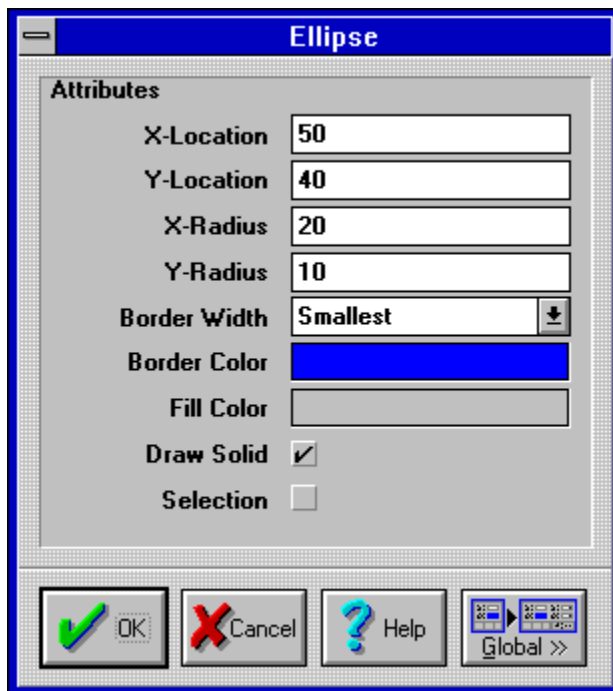 Ellipse
Attributes
X-Location 50
Y-Location 40
X-Radius 20
Y-Radius 10
Border Width Smallest
Border Color
Fill Color
Draw Solid
Selection
OK Cancel Help Global >>